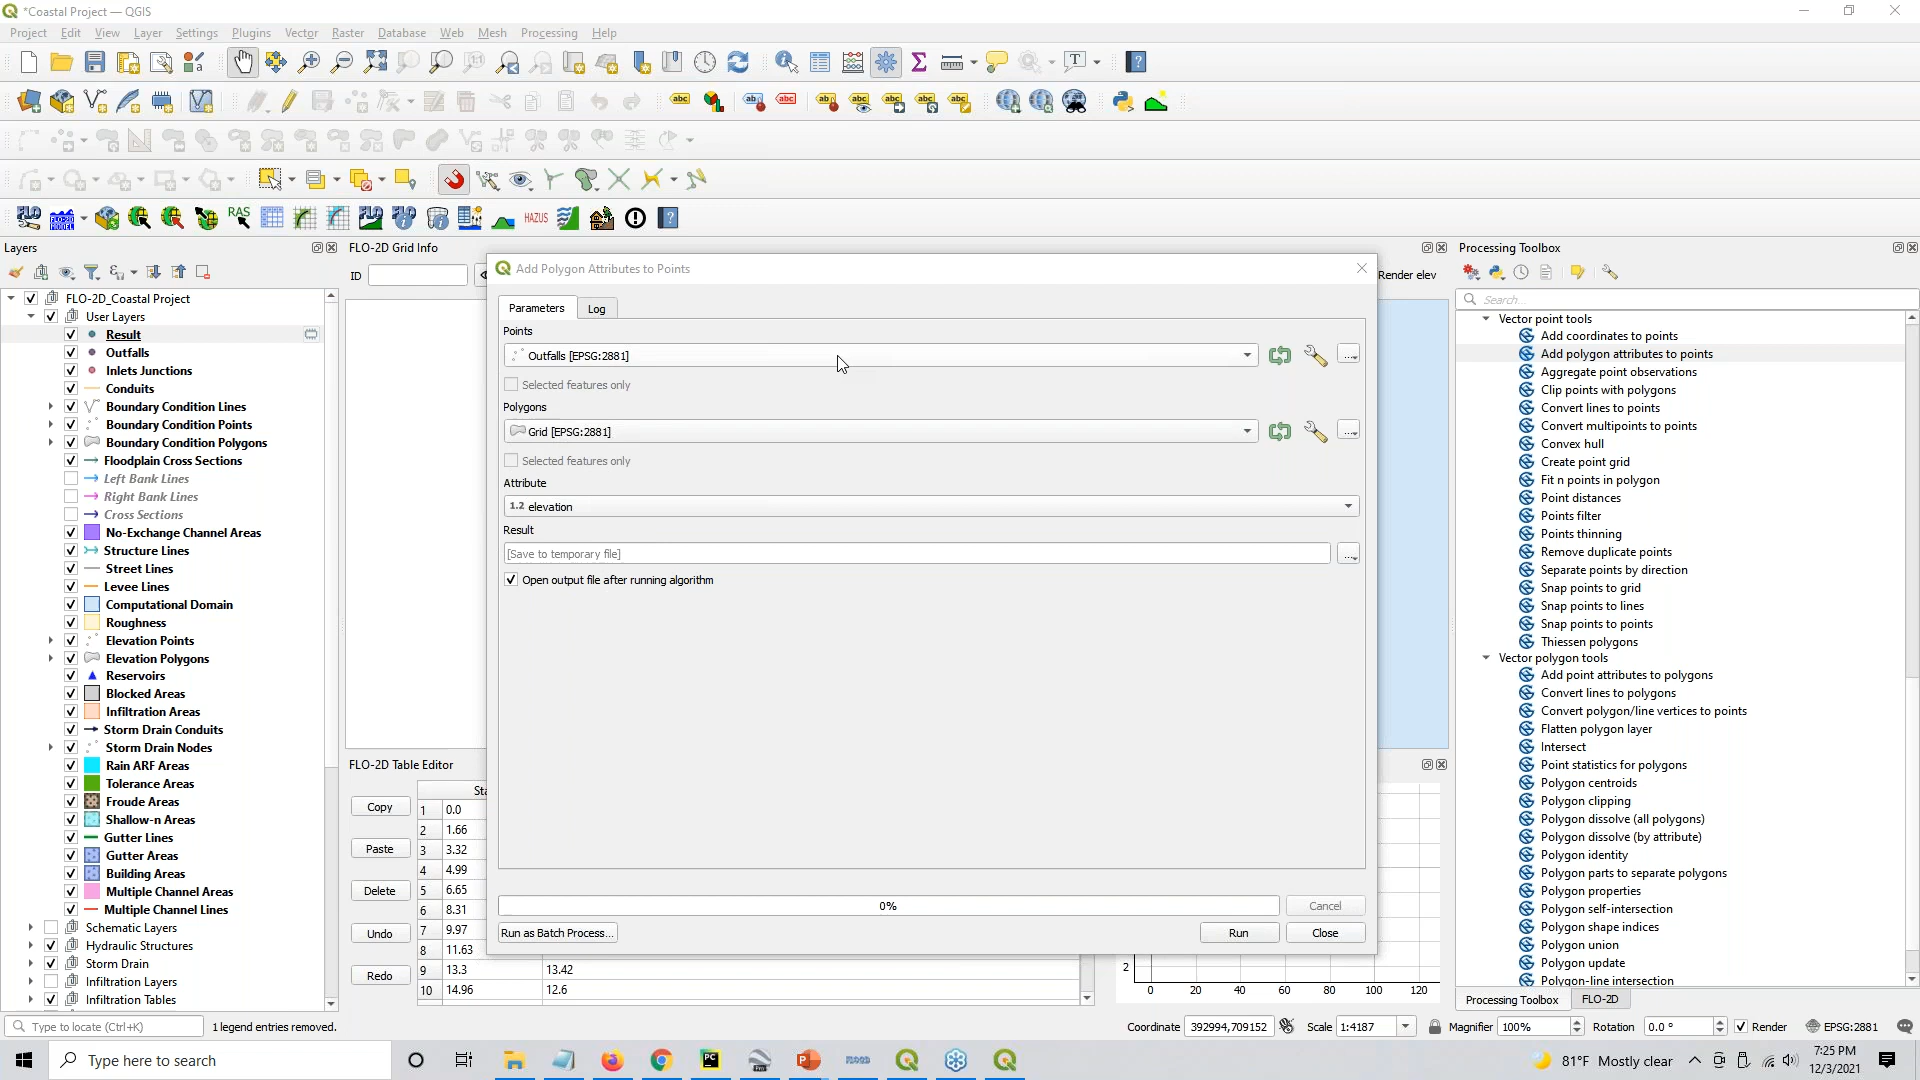 *Coastal Project — QGIS
Project Edit View Layer Settings Plugins Vector Raster Database Web Mesh Processing Help
Layers
FLO-2D_Coastal Project
User Layers
Result
Outfalls
Inlets Junctions
Conduits
Boundary Condition Lines
Boundary Condition Points
Boundary Condition Polygons
Floodplain Cross Sections
Left Bank Lines
Right Bank Lines
Cross Sections
No-Exchange Channel Areas
Structure Lines
Street Lines
Levee Lines
Computational Domain
Roughness
Elevation Points
Elevation Polygons
Reservoirs
Blocked Areas
Infiltration Areas
Storm Drain Conduits
Storm Drain Nodes
Rain ARF Areas
Tolerance Areas
Froude Areas
Shallow-n Areas
Gutter Lines
Gutter Areas
Building Areas
Multiple Channel Areas
Multiple Channel Lines
Schematic Layers
Hydraulic Structures
Storm Drain
Infiltration Layers
Infiltration Tables
FLO-2D Grid Info
ID
Render elev
Add Polygon Attributes to Points
Parameters
Log
Points
Outfalls [EPSG:2881]
Selected features only
Polygons
Grid [EPSG:2881]
Selected features only
Attribute
1.2 elevation
Result
[Save to temporary file]
Open output file after running algorithm
0%
Cancel
Run as Batch Process...
Run
Close
FLO-2D Table Editor
Copy
Paste
Delete
Undo
Redo
Sta
1 0.0
2 1.66
3 3.32
4 4.99
5 6.65
6 8.31
7 9.97
8 11.63
9 13.3 13.42
10 14.96 12.6
2
0 20 40 60 80 100 120
Processing Toolbox
Search...
Vector point tools
Add coordinates to points
Add polygon attributes to points
Aggregate point observations
Clip points with polygons
Convert lines to points
Convert multipoints to points
Convex hull
Create point grid
Fit n points in polygon
Point distances
Points filter
Points thinning
Remove duplicate points
Separate points by direction
Snap points to grid
Snap points to lines
Snap points to points
Thiessen polygons
Vector polygon tools
Add point attributes to polygons
Convert lines to polygons
Convert polygon/line vertices to points
Flatten polygon layer
Intersect
Point statistics for polygons
Polygon centroids
Polygon clipping
Polygon dissolve (all polygons)
Polygon dissolve (by attribute)
Polygon identity
Polygon parts to separate polygons
Polygon properties
Polygon self-intersection
Polygon shape indices
Polygon union
Polygon update
Polygon-line intersection
Processing Toolbox
FLO-2D
Type to locate (Ctrl+K)
1 legend entries removed.
Coordinate 392994,709152
Scale 1:4187
Magnifier 100%
Rotation 0.0 °
Render
EPSG:2881
Type here to search
81°F Mostly clear
7:25 PM
12/3/2021